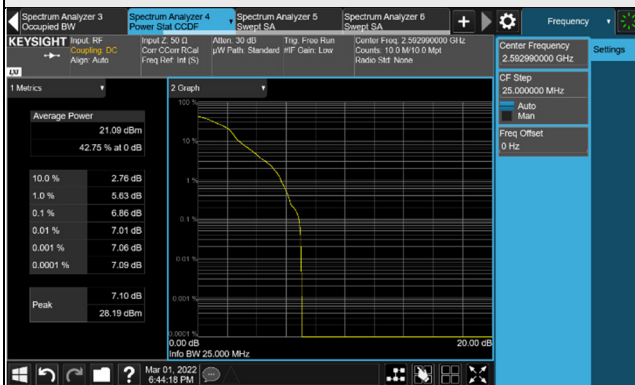 Spectrum Analyzer 3
Occupied BW
Spectrum Analyzer 4
Power Stat CCDF
Spectrum Analyzer 5
Swept SA
Spectrum Analyzer 6
Swept SA
Frequency
KEYSIGHT
Input: RF
Coupling: DC
Align: Auto
Input Z: 50 Ω
Corr CCorr RCal
Freq Ref: Int (S)
Atten: 30 dB
µW Path: Standard
Trig: Free Run
#IF Gain: Low
Center Freq: 2.592990000 GHz
Counts: 10.0 M/10.0 Mpt
Radio Std: None
LXI
Center Frequency
2.592990000 GHz
Settings
CF Step
25.000000 MHz
Auto
Man
Freq Offset
0 Hz
1 Metrics
2 Graph
Average Power
21.09 dBm
42.75 % at 0 dB
10.0 % 2.76 dB
1.0 % 5.63 dB
0.1 % 6.86 dB
0.01 % 7.01 dB
0.001 % 7.06 dB
0.0001 % 7.09 dB
Peak 7.10 dB
28.19 dBm
100 %
10 %
1 %
0.1 %
0.01 %
0.001 %
0.0001 %
0.00 dB
20.00 dB
Info BW 25.000 MHz
Mar 01, 2022
6:44:18 PM